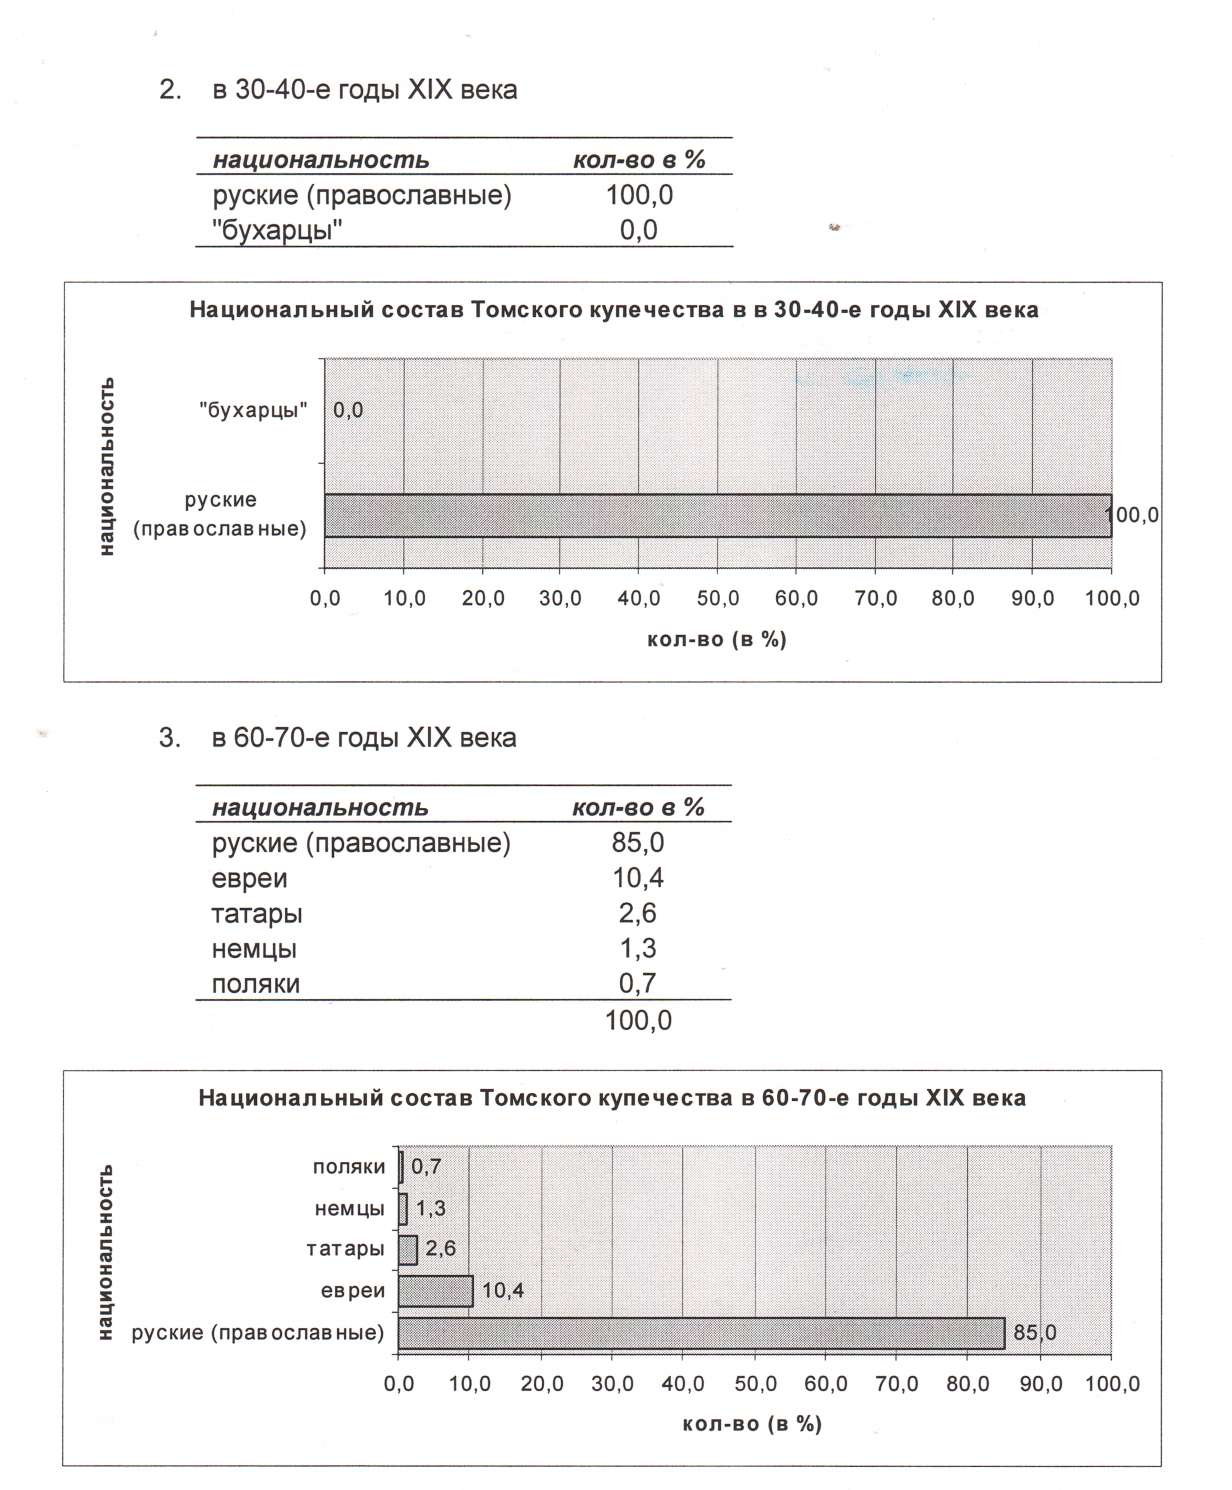 2. в 30-40-е годы XIX века
национальность кол-во в %
руские (православные) 100,0
"бухарцы" 0,0
Национальный состав Томского купечества в в 30-40-е годы XIX века
национальность
"бухарцы" 0,0
руские
(православные) 100,0
0,0 10,0 20,0 30,0 40,0 50,0 60,0 70,0 80,0 90,0 100,0
кол-во (в %)
3. в 60-70-е годы XIX века
национальность кол-во в %
руские (православные) 85,0
евреи 10,4
татары 2,6
немцы 1,3
поляки 0,7
100,0
Национальный состав Томского купечества в 60-70-е годы XIX века
национальность
поляки 0,7
немцы 1,3
татары 2,6
евреи 10,4
руские (православные) 85,0
0,0 10,0 20,0 30,0 40,0 50,0 60,0 70,0 80,0 90,0 100,0
кол-во (в %)